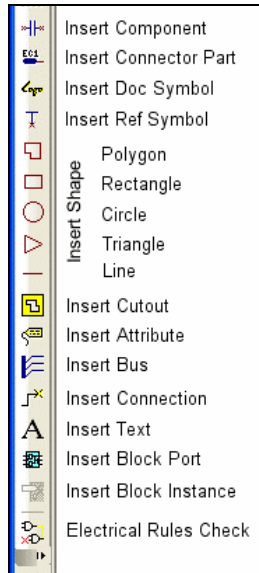 Insert Component
EC1
Insert Connector Part
Insert Doc Symbol
Insert Ref Symbol
Insert Shape
Polygon
Rectangle
Circle
Triangle
Line
Insert Cutout
Insert Attribute
Insert Bus
Insert Connection
A
Insert Text
Insert Block Port
Insert Block Instance
Electrical Rules Check